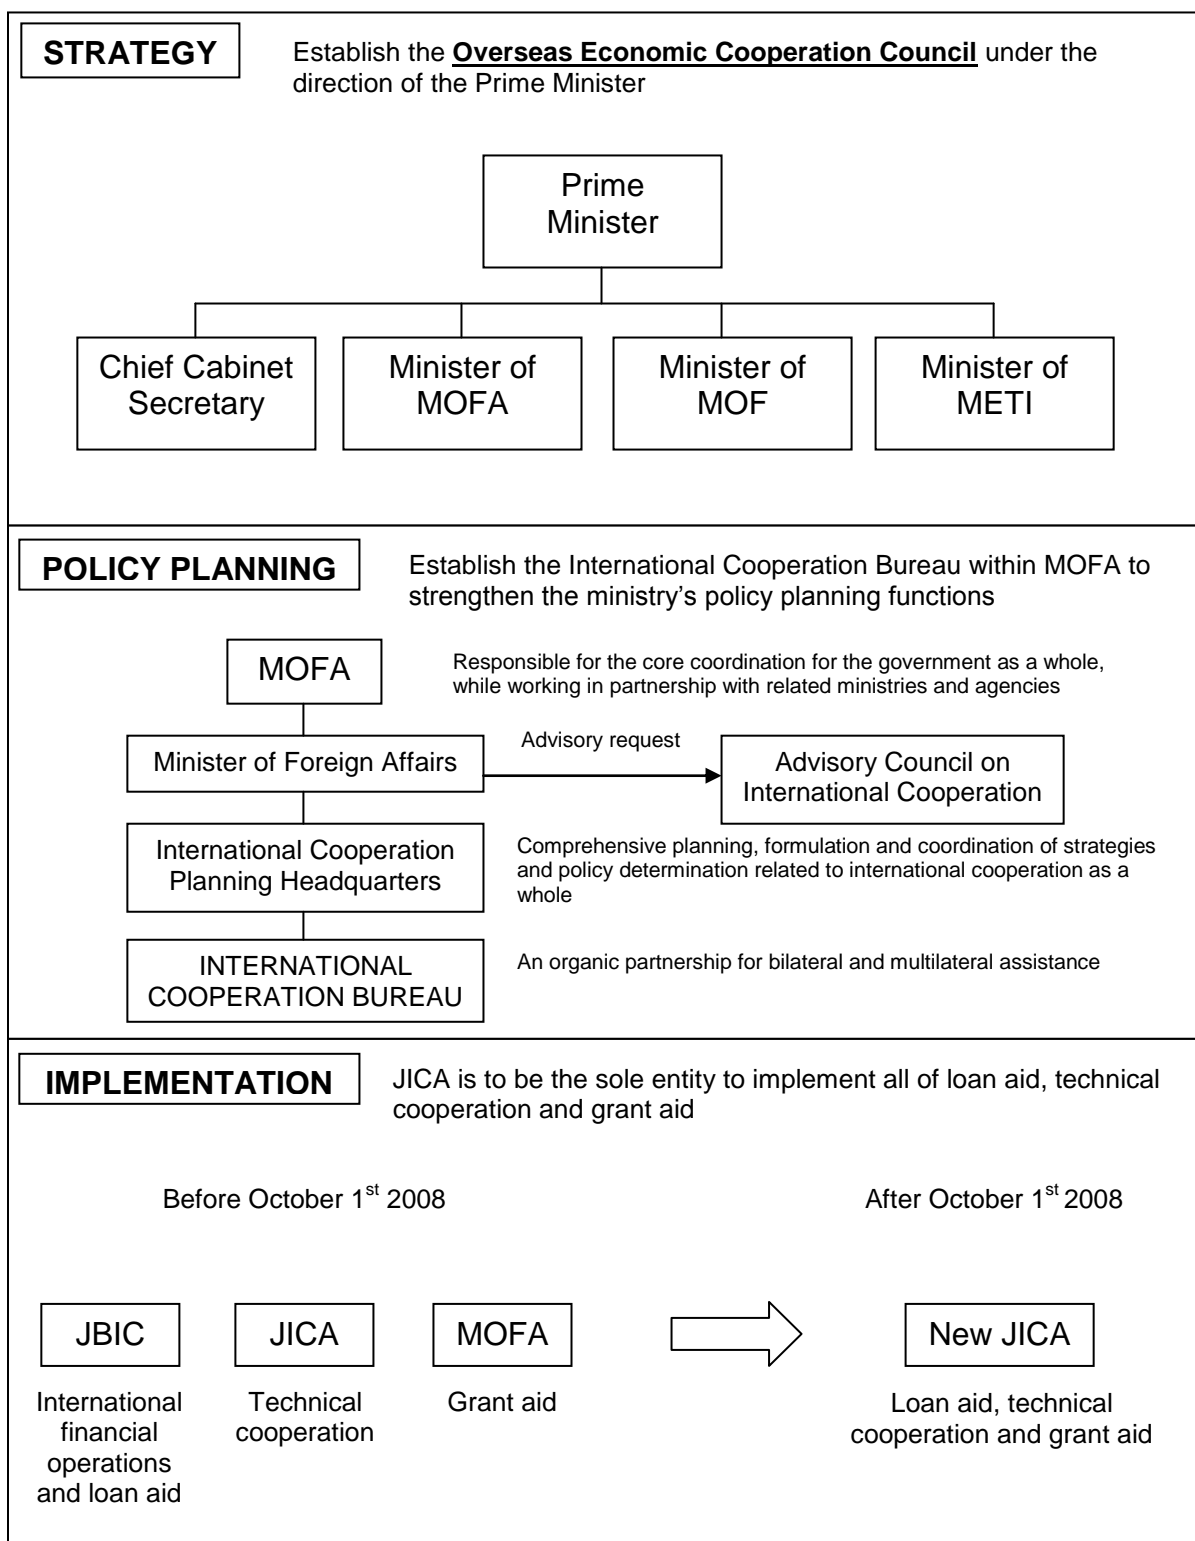 STRATEGY
Establish the Overseas Economic Cooperation Council under the
direction of the Prime Minister
Prime
Minister
Chief Cabinet
Secretary
Minister of
MOFA
Minister of
MOF
Minister of
METI
POLICY PLANNING
Establish the International Cooperation Bureau within MOFA to
strengthen the ministry’s policy planning functions
MOFA
Responsible for the core coordination for the government as a whole,
while working in partnership with related ministries and agencies
Minister of Foreign Affairs
Advisory request
Advisory Council on
International Cooperation
International Cooperation
Planning Headquarters
Comprehensive planning, formulation and coordination of strategies
and policy determination related to international cooperation as a
whole
INTERNATIONAL
COOPERATION BUREAU
An organic partnership for bilateral and multilateral assistance
IMPLEMENTATION
JICA is to be the sole entity to implement all of loan aid, technical
cooperation and grant aid
Before October 1st 2008
After October 1st 2008
JBIC
JICA
MOFA
New JICA
International
financial
operations
and loan aid
Technical
cooperation
Grant aid
Loan aid, technical
cooperation and grant aid